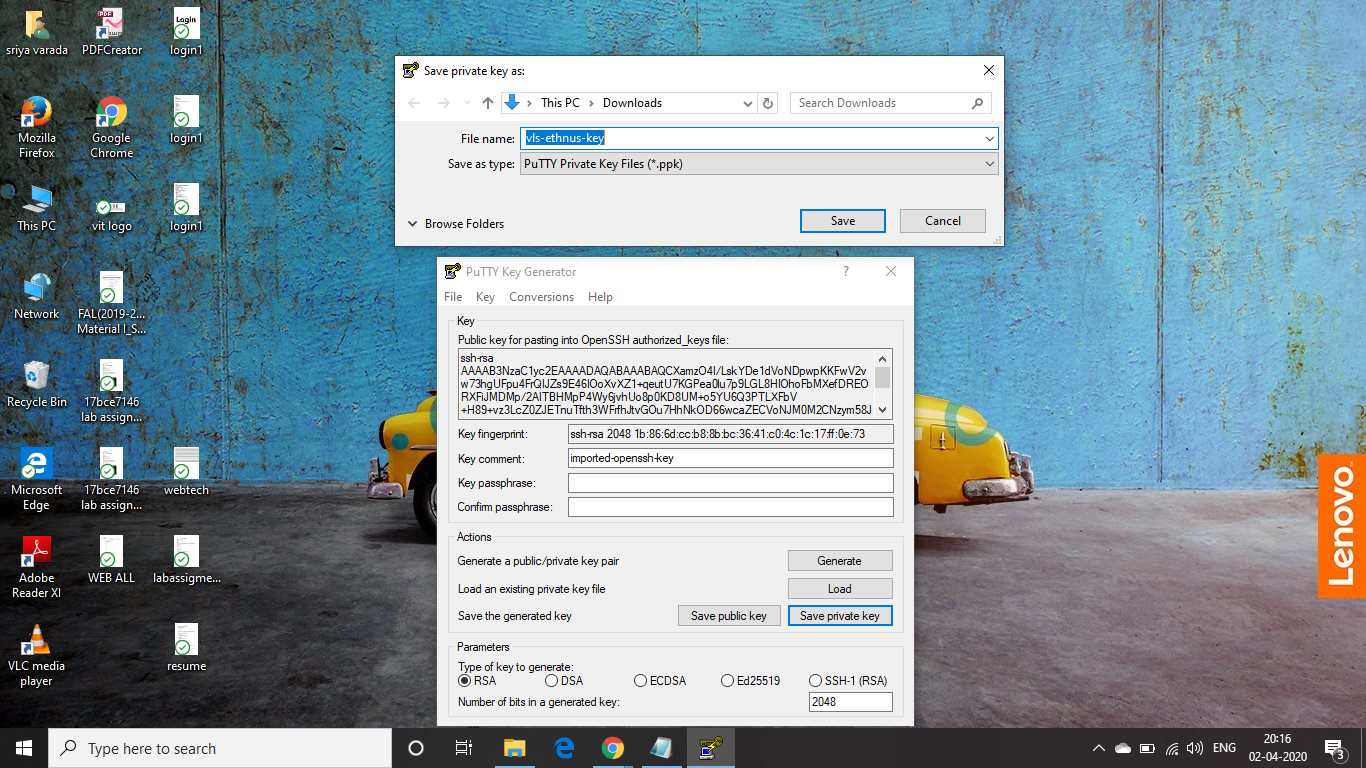 sriya varada
PDFCreator
Login
login1
Mozilla
Firefox
Google
Chrome
login1
This PC
vit logo
login1
Network
FAL(2019-2...
Material I_S...
Recycle Bin
17bce7146
lab assign...
Microsoft
Edge
17bce7146
lab assign...
webtech
Adobe
Reader XI
WEB ALL
labassigme...
VLC media
player
resume
Save private key as:
This PC
Downloads
Search Downloads
File name:
vls-ethnus-key
Save as type:
PuTTY Private Key Files (*.ppk)
Browse Folders
Save
Cancel
PuTTY Key Generator
?
File Key Conversions Help
Key
Public key for pasting into OpenSSH authorized_keys file:
ssh-rsa
Key fingerprint:
ssh-rsa 2048 1b:86:6d:cc:b8:8b:bc:36:41:c0:4c:1c:17:ff:0e:73
Key comment:
imported-openssh-key
Key passphrase:
Confirm passphrase:
Actions
Generate a public/private key pair
Generate
Load an existing private key file
Load
Save the generated key
Save public key
Save private key
Parameters
Type of key to generate:
RSA DSA ECDSA Ed25519 SSH-1 (RSA)
Number of bits in a generated key:
2048
Lenovo.
Type here to search
ENG
20:16
02-04-2020
3